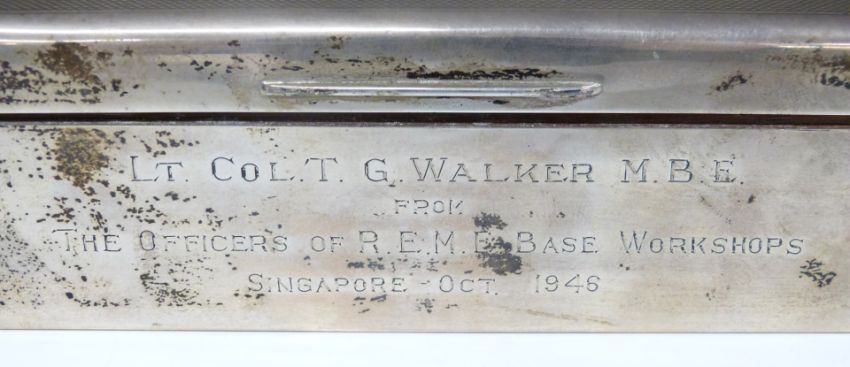 LT. COL. T. G. WALKER M.B.E.
FROM
THE OFFICERS OF R.E.M.E. BASE WORKSHOPS
SINGAPORE - OCT. 1946